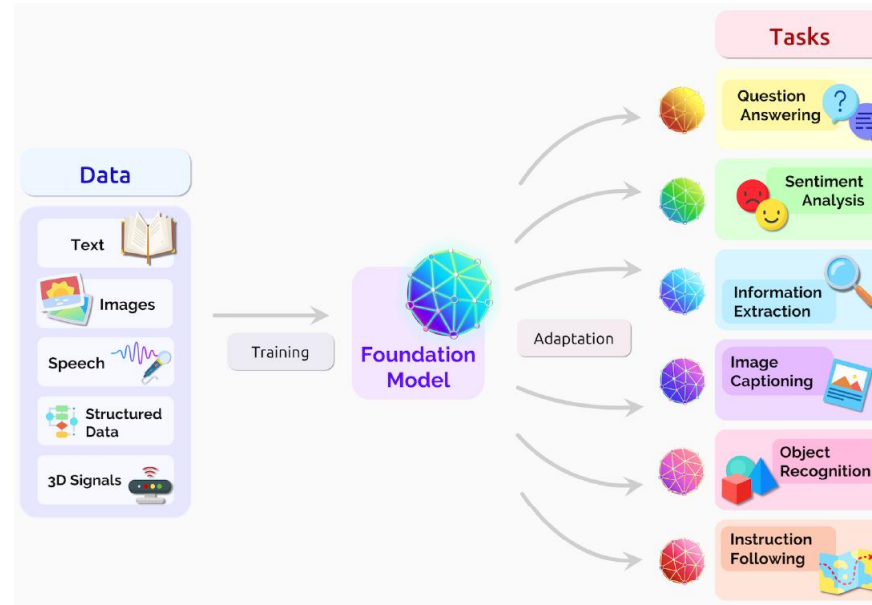 Data
Text
Images
Speech
Structured
Data
3D Signals
Training
Foundation
Model
Adaptation
Tasks
Question
Answering
?
Sentiment
Analysis
Information
Extraction
Image
Captioning
Object
Recognition
Instruction
Following